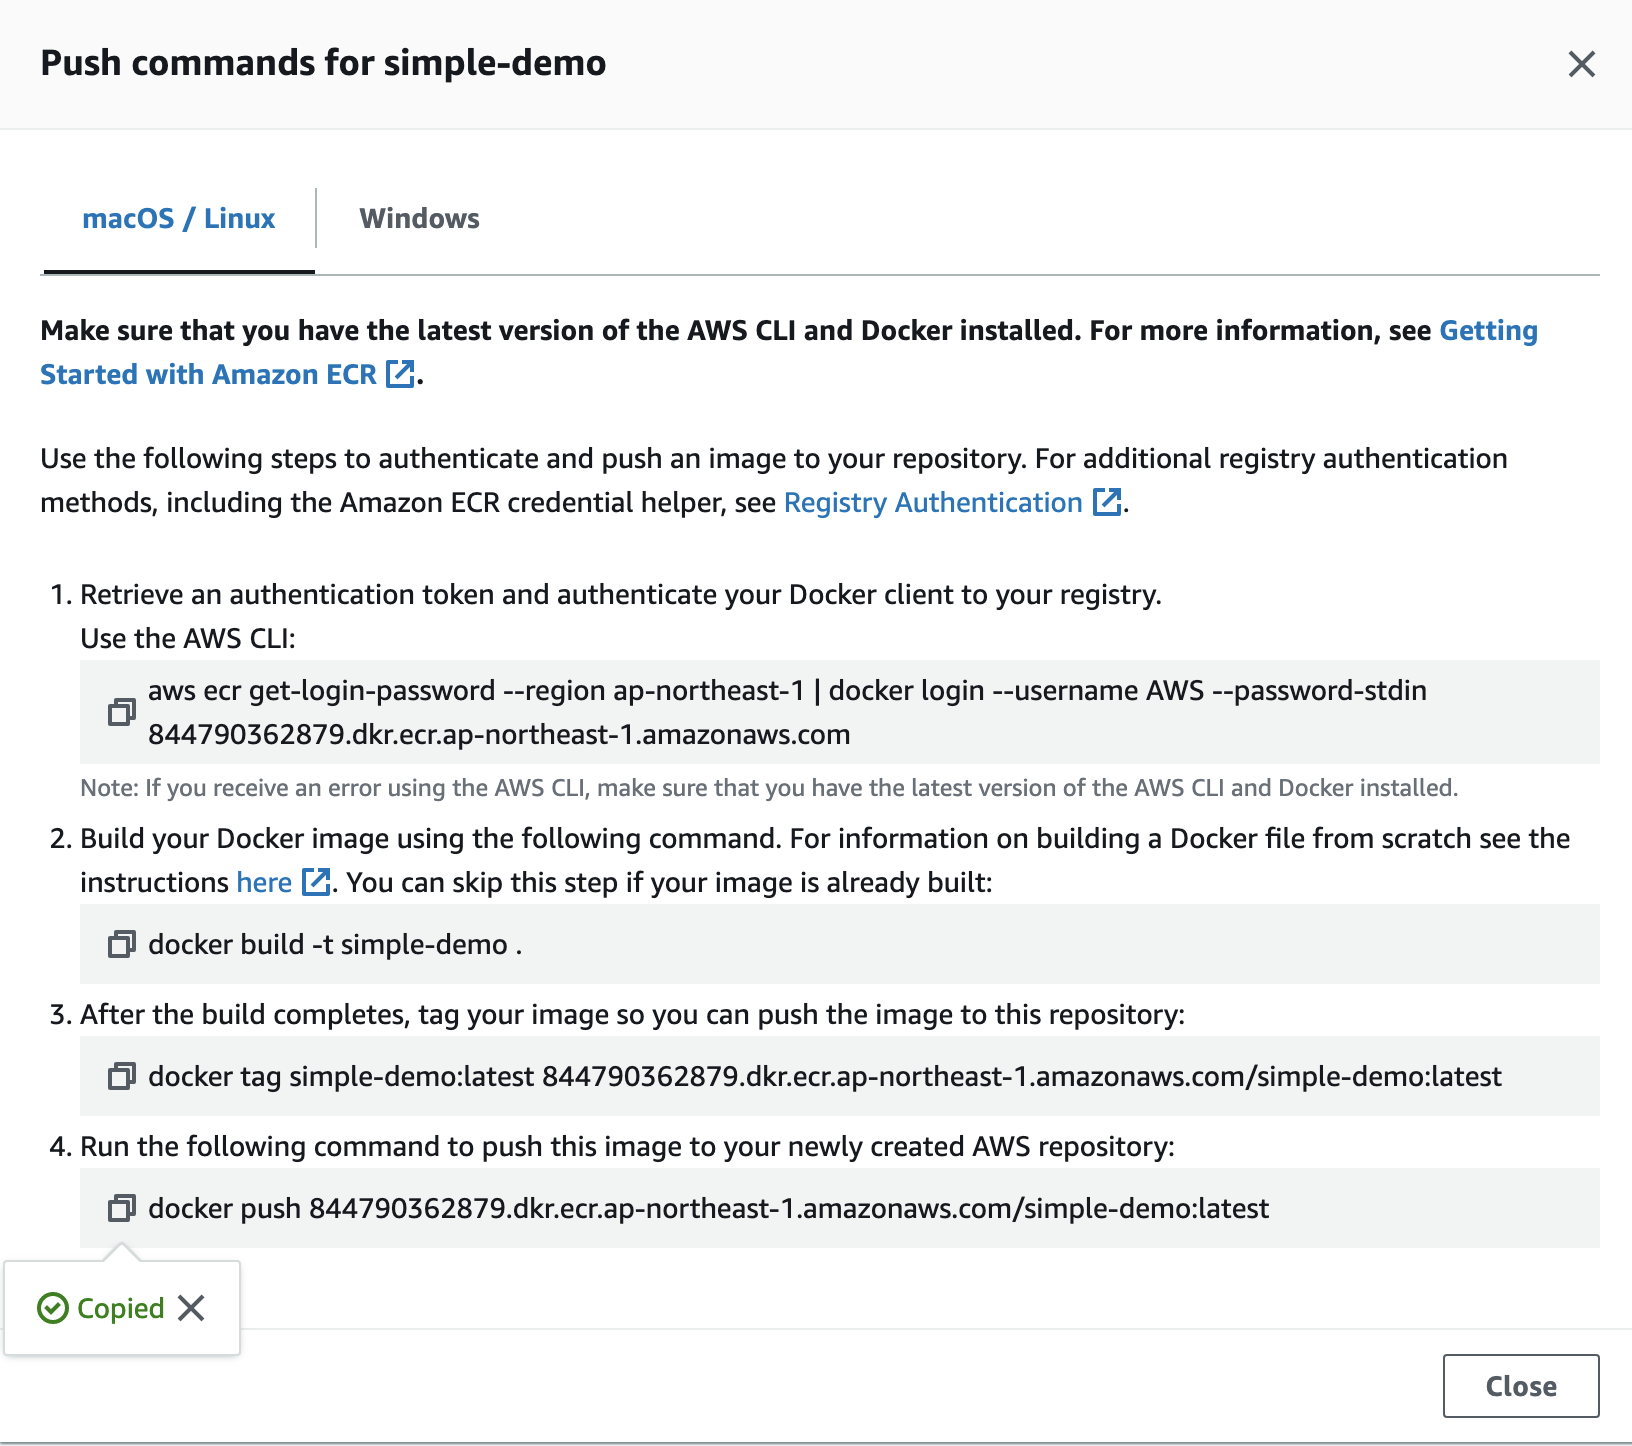 Push commands for simple-demo
macOS / Linux
Windows
Make sure that you have the latest version of the AWS CLI and Docker installed. For more information, see Getting
Started with Amazon ECR.
Use the following steps to authenticate and push an image to your repository. For additional registry authentication
methods, including the Amazon ECR credential helper, see Registry Authentication.
1. Retrieve an authentication token and authenticate your Docker client to your registry.
Use the AWS CLI:
aws ecr get-login-password --region ap-northeast-1 | docker login --username AWS --password-stdin
844790362879.dkr.ecr.ap-northeast-1.amazonaws.com
Note: If you receive an error using the AWS CLI, make sure that you have the latest version of the AWS CLI and Docker installed.
2. Build your Docker image using the following command. For information on building a Docker file from scratch see the
instructions here. You can skip this step if your image is already built:
docker build -t simple-demo .
3. After the build completes, tag your image so you can push the image to this repository:
docker tag simple-demo:latest 844790362879.dkr.ecr.ap-northeast-1.amazonaws.com/simple-demo:latest
4. Run the following command to push this image to your newly created AWS repository:
docker push 844790362879.dkr.ecr.ap-northeast-1.amazonaws.com/simple-demo:latest
Copied
Close